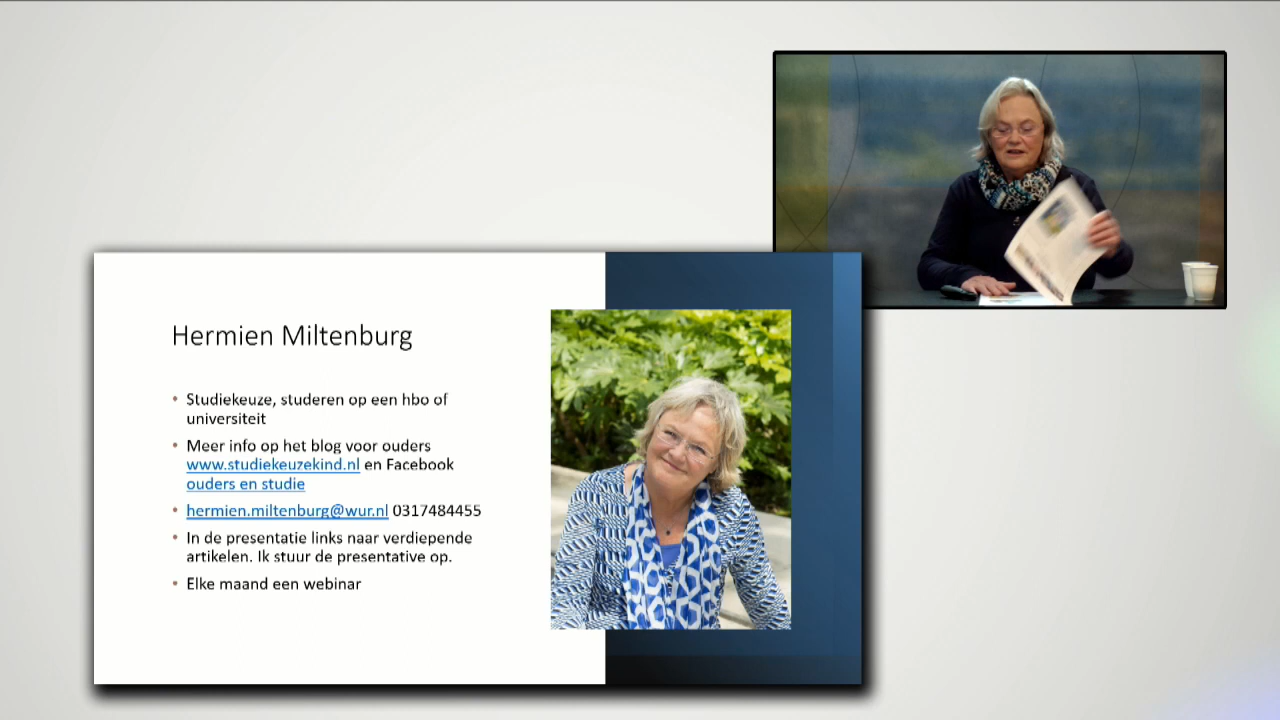 Hermien Miltenburg
• Studiekeuze, studeren op een hbo of
universiteit
• Meer info op het blog voor ouders
www.studiekeuzekind.nl en Facebook
ouders en studie
• hermien.miltenburg@wur.nl 0317484455
• In de presentatie links naar verdiepende
artikelen. Ik stuur de presentative op.
• Elke maand een webinar